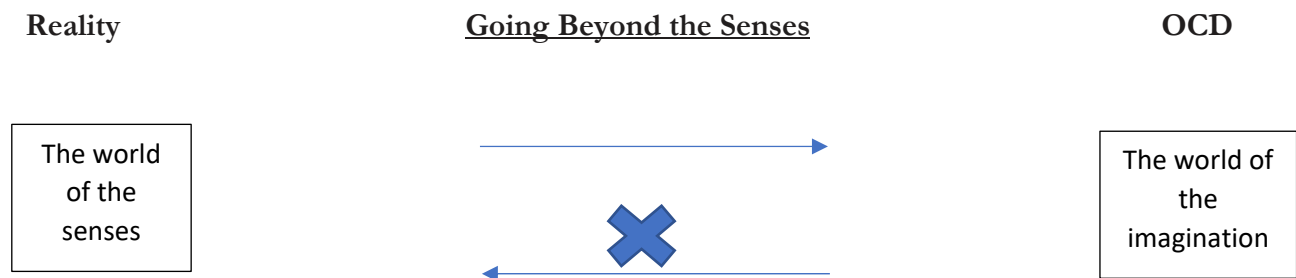 Reality
Going Beyond the Senses
OCD
The world
of the
senses
The world of
the
imagination